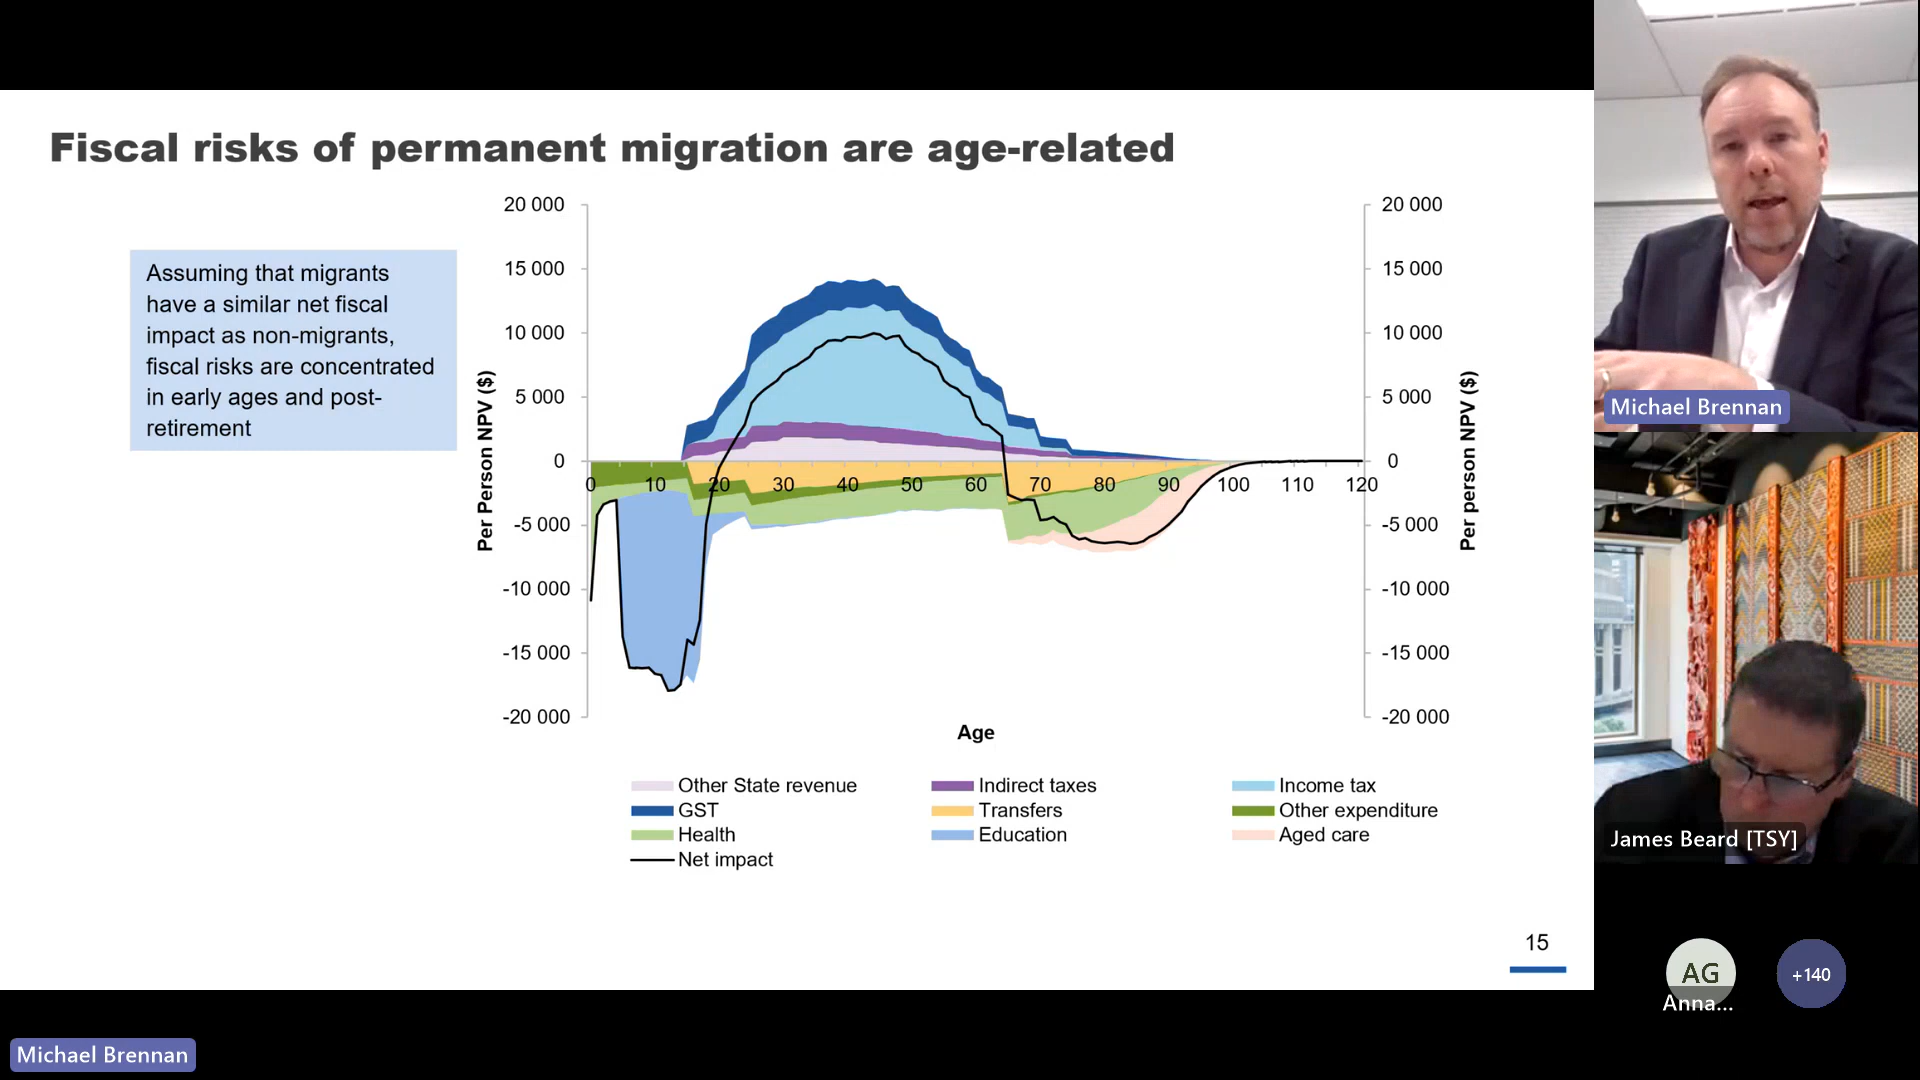 Fiscal risks of permanent migration are age-related
Assuming that migrants
have a similar net fiscal
impact as non-migrants,
fiscal risks are concentrated
in early ages and post-
retirement
Per Person NPV ($)
20 000
15 000
10 000
5 000
0
-5 000
-10 000
-15 000
-20 000
0 10 20 30 40 50 60 70 80 90 100 110 120
20 000
15 000
10 000
5 000
0
-5 000
-10 000
-15 000
-20 000
Per person NPV ($)
Age
Other State revenue Indirect taxes Income tax
GST Transfers Other expenditure
Health Education Aged care
Net impact
15
Michael Brennan
James Beard [TSY]
AG
Anna...
+140
Michael Brennan